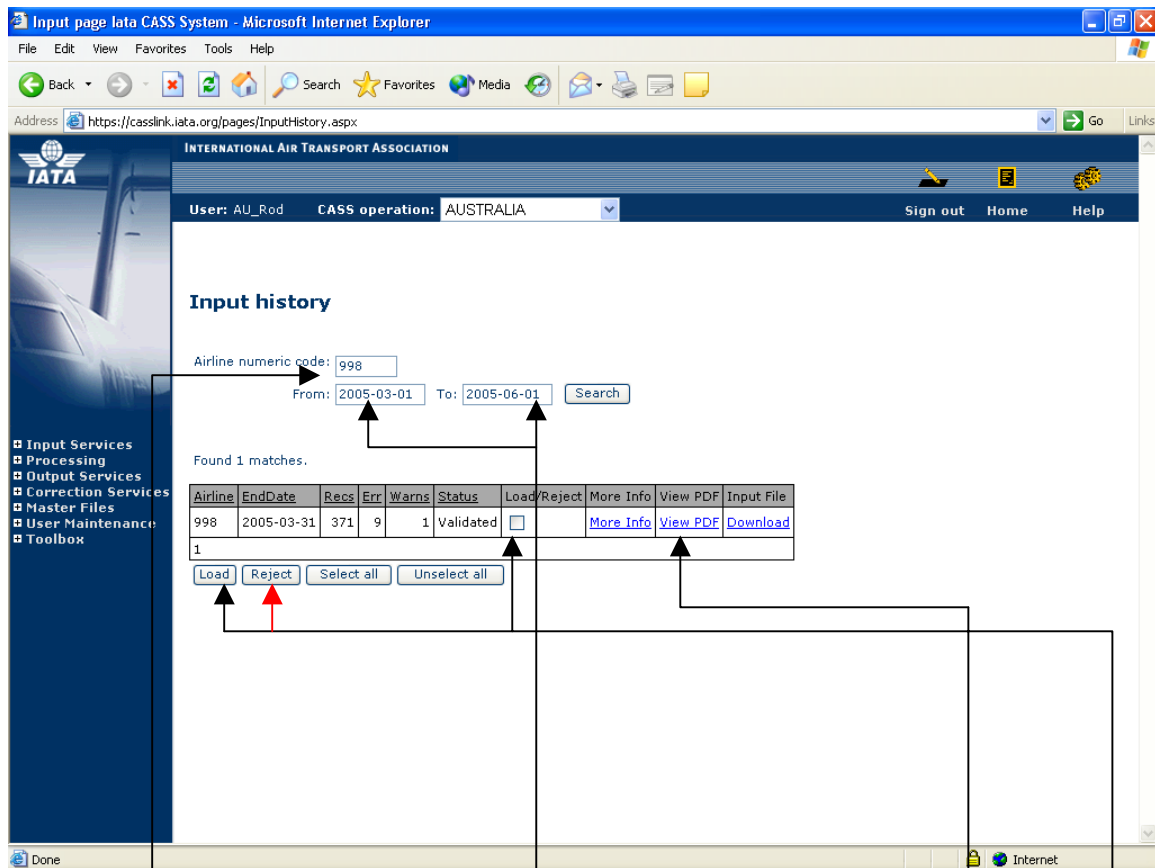 Input page Iata CASS System - Microsoft Internet Explorer
File Edit View Favorites Tools Help
Back Search Favorites Media
Address https://casslink.iata.org/pages/InputHistory.aspx Go Links
IATA
INTERNATIONAL AIR TRANSPORT ASSOCIATION
User: AU_Rod CASS operation: AUSTRALIA Sign out Home Help
Input history
Airline numeric code: 998
From: 2005-03-01 To: 2005-06-01 Search
Input Services
Processing
Output Services
Correction Services
Master Files
User Maintenance
Toolbox
Found 1 matches.
Airline EndDate Recs Err Warns Status Load/Reject More Info View PDF Input File
998 2005-03-31 371 9 1 Validated More Info View PDF Download
1
Load Reject Select all Unselect all
Done Internet